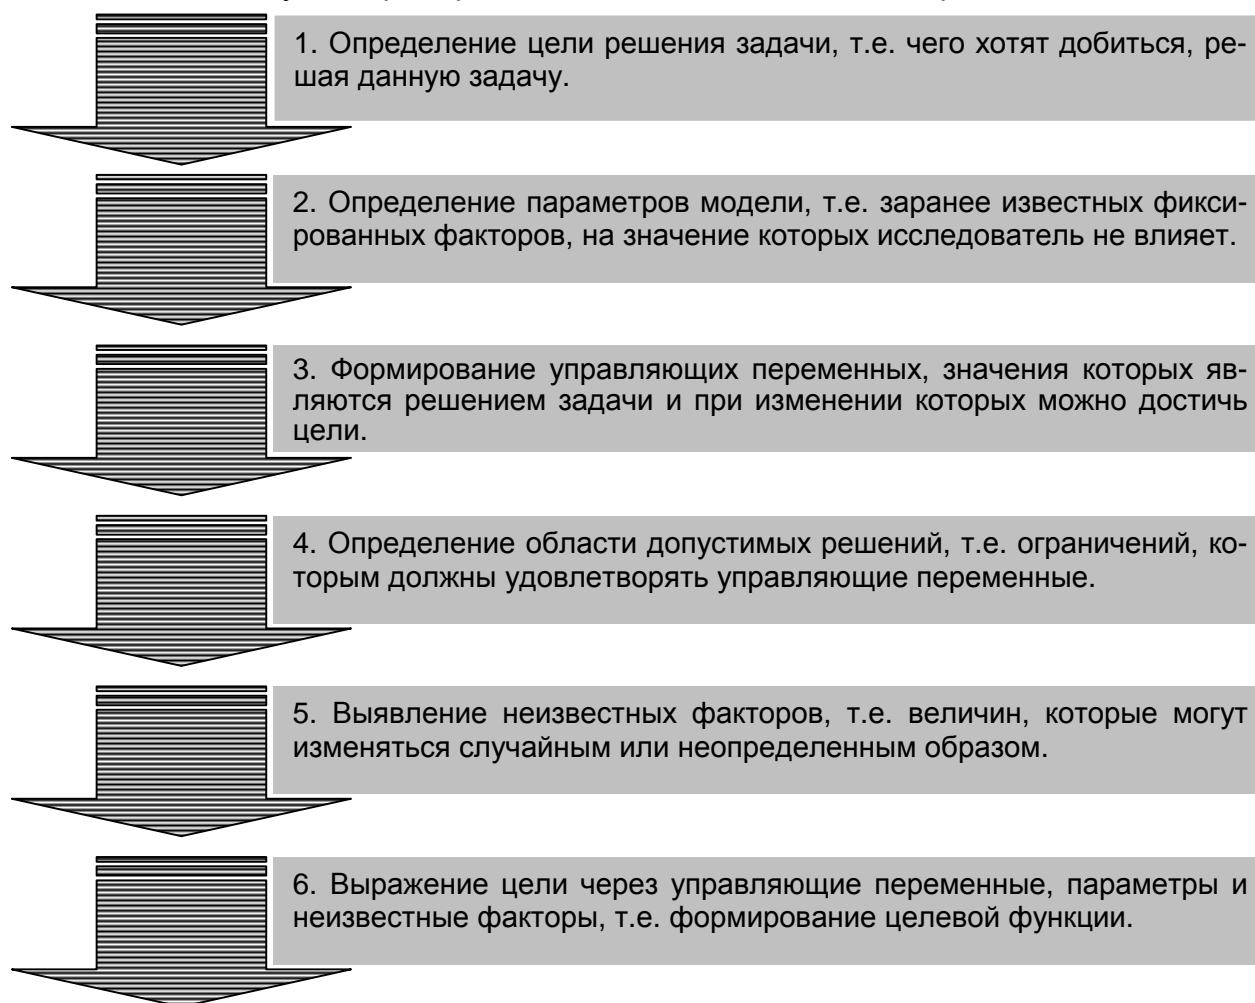 1. Определение цели решения задачи, т.е. чего хотят добиться, ре-
шая данную задачу.
2. Определение параметров модели, т.е. заранее известных фикси-
рованных факторов, на значение которых исследователь не влияет.
3. Формирование управляющих переменных, значения которых яв-
ляются решением задачи и при изменении которых можно достичь
цели.
4. Определение области допустимых решений, т.е. ограничений, ко-
торым должны удовлетворять управляющие переменные.
5. Выявление неизвестных факторов, т.е. величин, которые могут
изменяться случайным или неопределенным образом.
6. Выражение цели через управляющие переменные, параметры и
неизвестные факторы, т.е. формирование целевой функции.